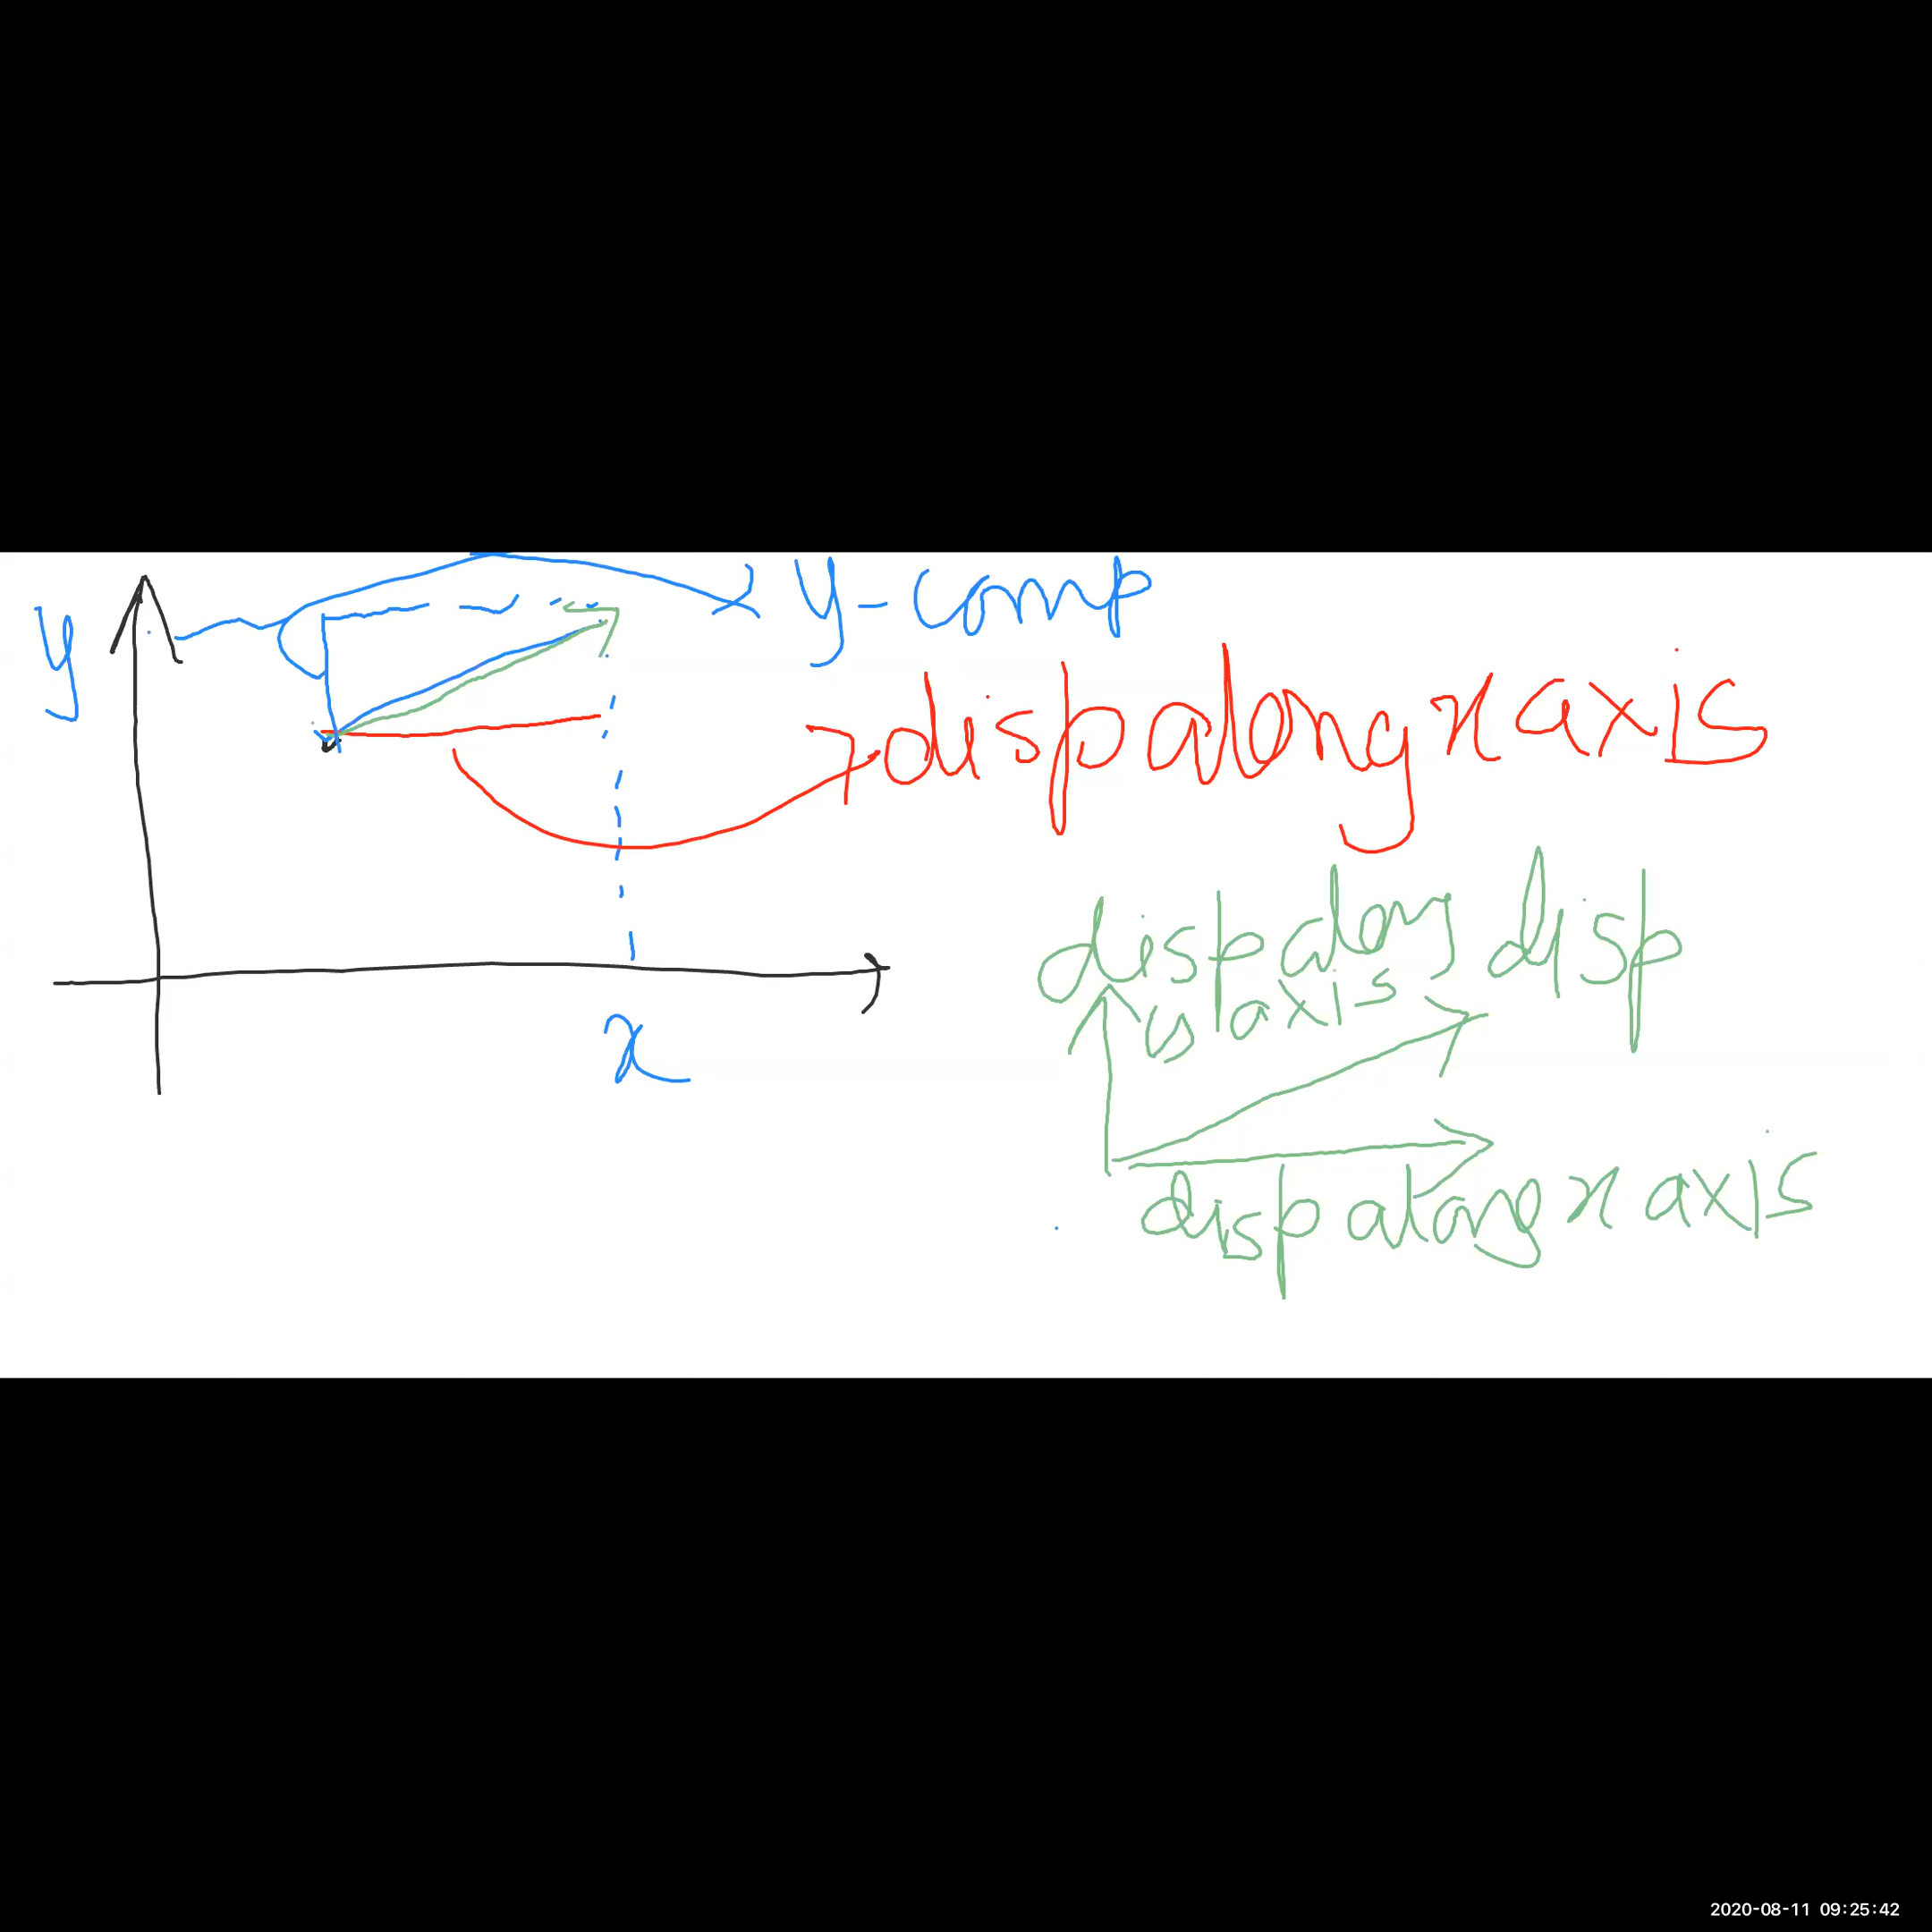 y
y-comp
disp along x axis
disp along
y axis
disp
x
disp along x axis
2020-08-11 09:25:42